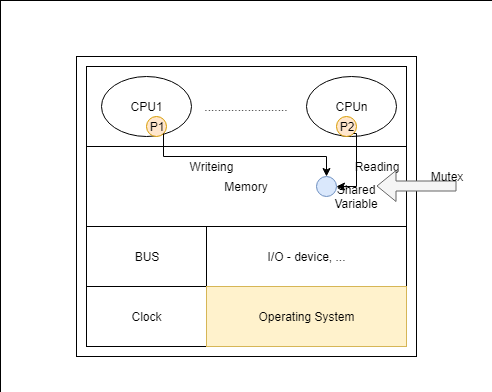 CPU1
CPUn
P1
P2
Writeing
Reading
Memory
Shared
Variable
Mutex
BUS
I/O - device, ...
Clock
Operating System